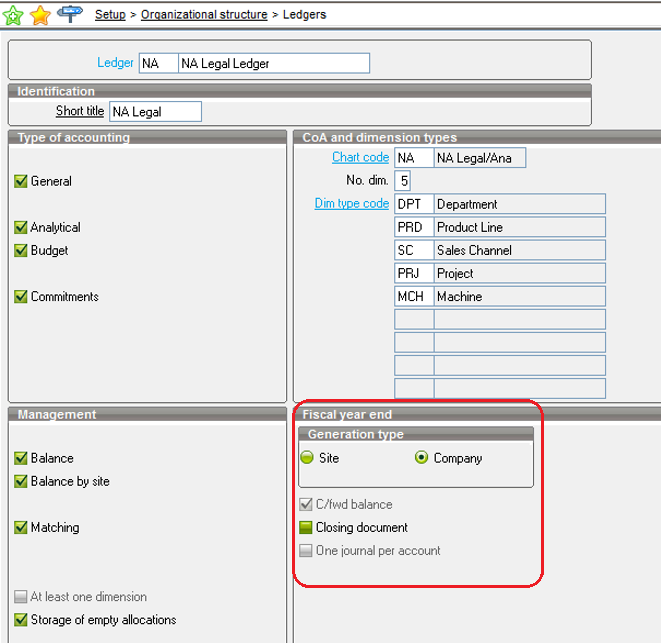 Setup > Organizational structure > Ledgers
Ledger NA NA Legal Ledger
Identification
Short title NA Legal
Type of accounting
General
Analytical
Budget
Commitments
CoA and dimension types
Chart code NA NA Legal/Ana
No. dim. 5
Dim type code DPT Department
PRD Product Line
SC Sales Channel
PRJ Project
MCH Machine
Management
Balance
Balance by site
Matching
At least one dimension
Storage of empty allocations
Fiscal year end
Generation type
Site Company
C/fwd balance
Closing document
One journal per account